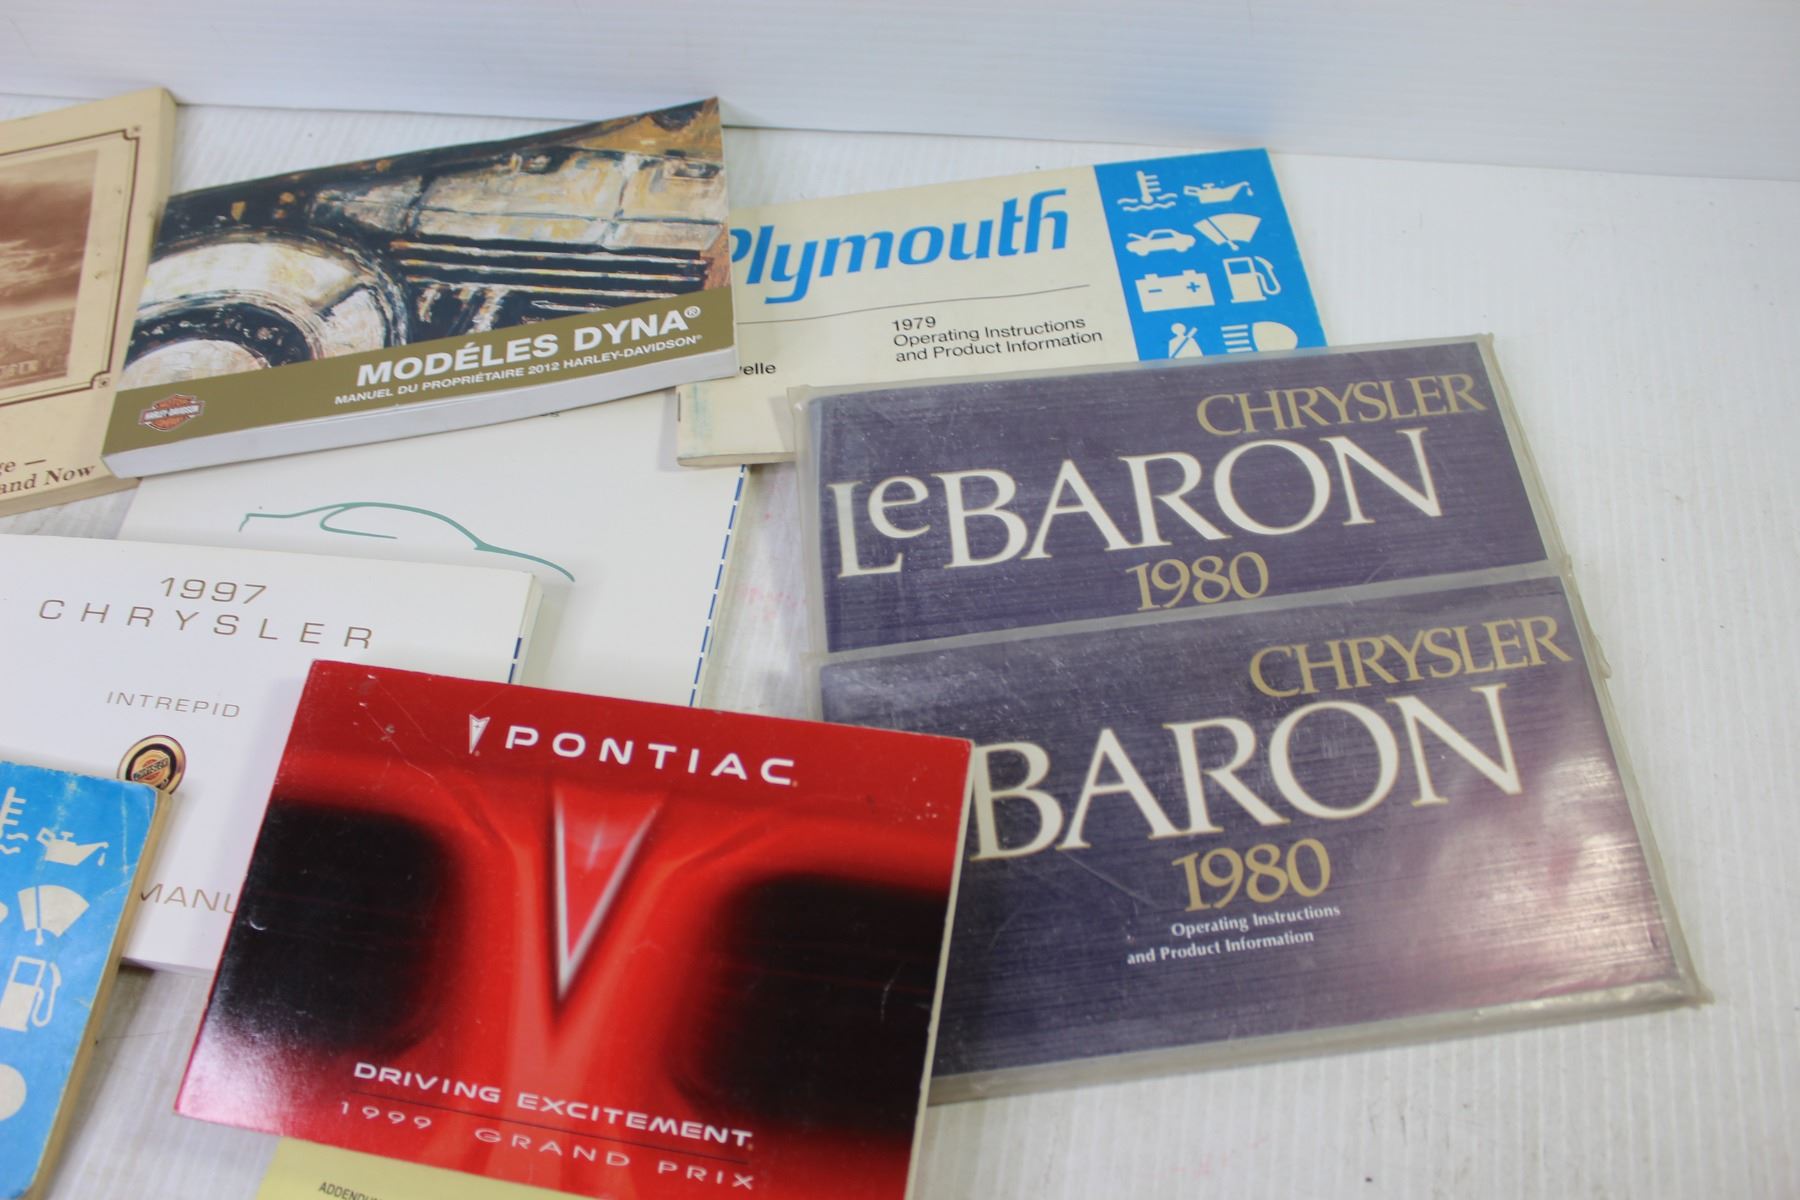 and Now
MODÉLES DYNA®
MANUEL DU PROPRIÉTAIRE 2012 HARLEY-DAVIDSON®
MOTOR
HARLEY-DAVIDSON
Plymouth
1979
Operating Instructions
and Product Information
CHRYSLER
LeBARON
1980
CHRYSLER
BARON
1980
Operating Instructions
and Product Information
1997
CHRYSLER
INTREPID
PONTIAC
DRIVING EXCITEMENT
1999 GRAND PRIX